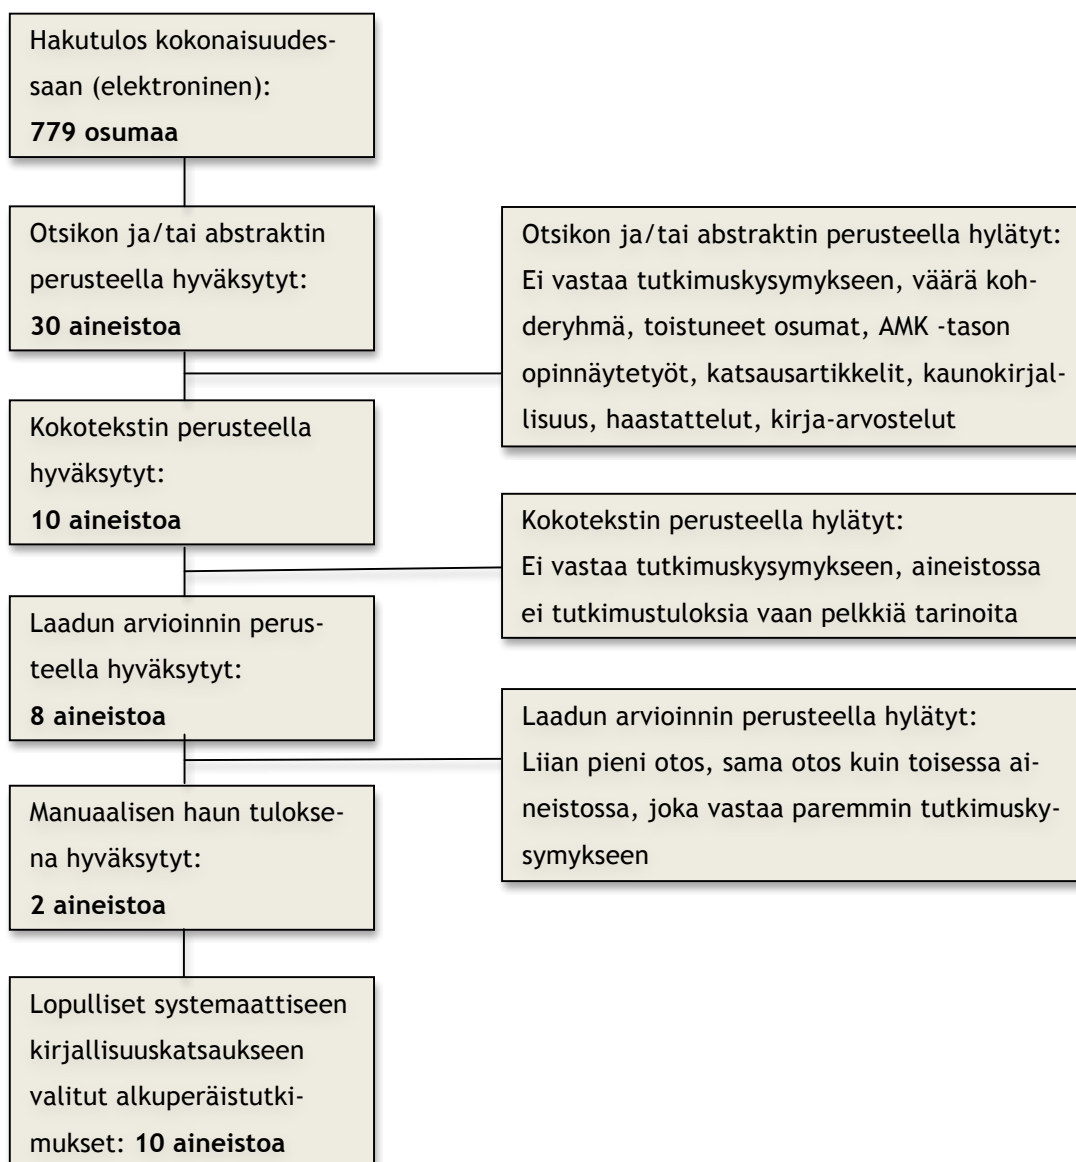 Hakutulos kokonaisuudes-
saan (elektroninen):
779 osumaa
Otsikon ja/tai abstraktin
perusteella hyväksytyt:
30 aineistoa
Otsikon ja/tai abstraktin perusteella hylätyt:
Ei vastaa tutkimuskysymykseen, väärä koh-
deryhmä, toistuneet osumat, AMK -tason
opinnäytetyöt, katsausartikkelit, kaunokirjal-
lisuus, haastattelut, kirja-arvostelut
Kokotekstin perusteella
hyväksytyt:
10 aineistoa
Kokotekstin perusteella hylätyt:
Ei vastaa tutkimuskysymykseen, aineistossa
ei tutkimustuloksia vaan pelkkiä tarinoita
Laadun arvioinnin perus-
teella hyväksytyt:
8 aineistoa
Laadun arvioinnin perusteella hylätyt:
Liian pieni otos, sama otos kuin toisessa ai-
neistossa, joka vastaa paremmin tutkimusky-
symykseen
Manuaalisen haun tulokse-
na hyväksytyt:
2 aineistoa
Lopulliset systemaattiseen
kirjallisuuskatsaukseen
valitut alkuperäistutki-
mukset: 10 aineistoa